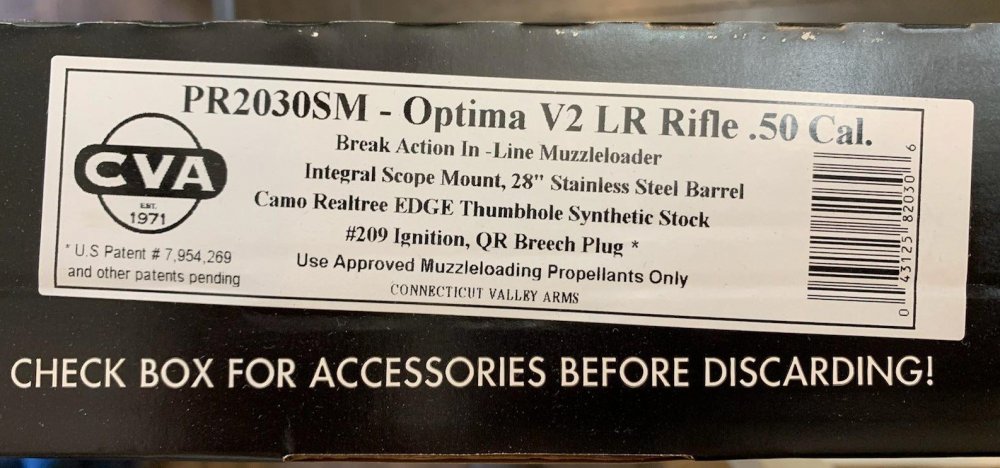 PR2030SM - Optima V2 LR Rifle .50 Cal.
Break Action In -Line Muzzleloader
Integral Scope Mount, 28" Stainless Steel Barrel
Camo Realtree EDGE Thumbhole Synthetic Stock
#209 Ignition, QR Breech Plug *
Use Approved Muzzleloading Propellants Only
CONNECTICUT VALLEY ARMS
CVA
EST.
1971
* U.S Patent # 7,954,269
and other patents pending
0 43125 82030 6
CHECK BOX FOR ACCESSORIES BEFORE DISCARDING!